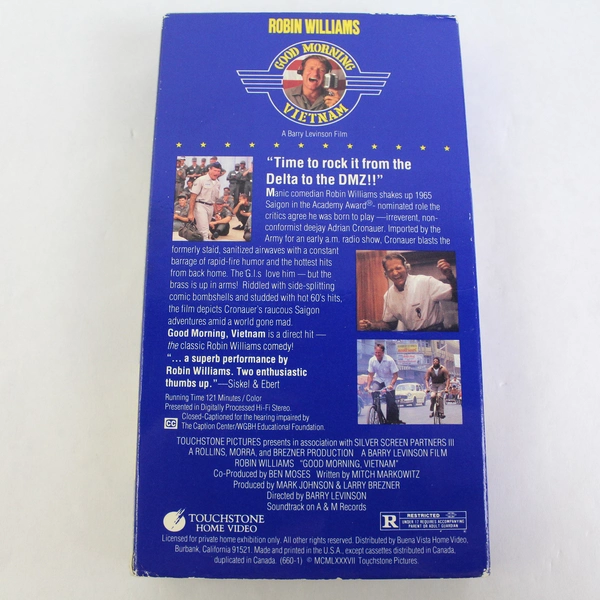 ROBIN WILLIAMS
GOOD MORNING
VIETNAM
A Barry Levinson Film
"Time to rock it from the
Delta to the DMZ!!"
Manic comedian Robin Williams shakes up 1965
Saigon in the Academy Award®- nominated role the
critics agree he was born to play —irreverent, non-
conformist deejay Adrian Cronauer. Imported by the
Army for an early a.m. radio show, Cronauer blasts the
formerly staid, sanitized airwaves with a constant
barrage of rapid-fire humor and the hottest hits
from back home. The G.I.s love him — but the
brass is up in arms! Riddled with side-splitting
comic bombshells and studded with hot 60's hits,
the film depicts Cronauer's raucous Saigon
adventures amid a world gone mad.
Good Morning, Vietnam is a direct hit —
the classic Robin Williams comedy!
"... a superb performance by
Robin Williams. Two enthusiastic
thumbs up."—Siskel & Ebert
Running Time 121 Minutes / Color
Presented in Digitally Processed Hi-Fi Stereo.
CC Closed-Captioned for the hearing impaired by
The Caption Center/WGBH Educational Foundation.
TOUCHSTONE PICTURES presents in association with SILVER SCREEN PARTNERS III
A ROLLINS, MORRA, and BREZNER PRODUCTION A BARRY LEVINSON FILM
ROBIN WILLIAMS "GOOD MORNING, VIETNAM"
Co-Produced by BEN MOSES Written by MITCH MARKOWITZ
Produced by MARK JOHNSON & LARRY BREZNER
Directed by BARRY LEVINSON
Soundtrack on A & M Records
TOUCHSTONE
HOME VIDEO
R RESTRICTED
UNDER 17 REQUIRES ACCOMPANYING
PARENT OR ADULT GUARDIAN
Licensed for private home exhibition only. All other rights reserved. Distributed by Buena Vista Home Video,
Burbank, California 91521. Made and printed in the U.S.A., except cassettes distributed in Canada,
duplicated in Canada. (660-1) © MCMLXXXVII Touchstone Pictures.